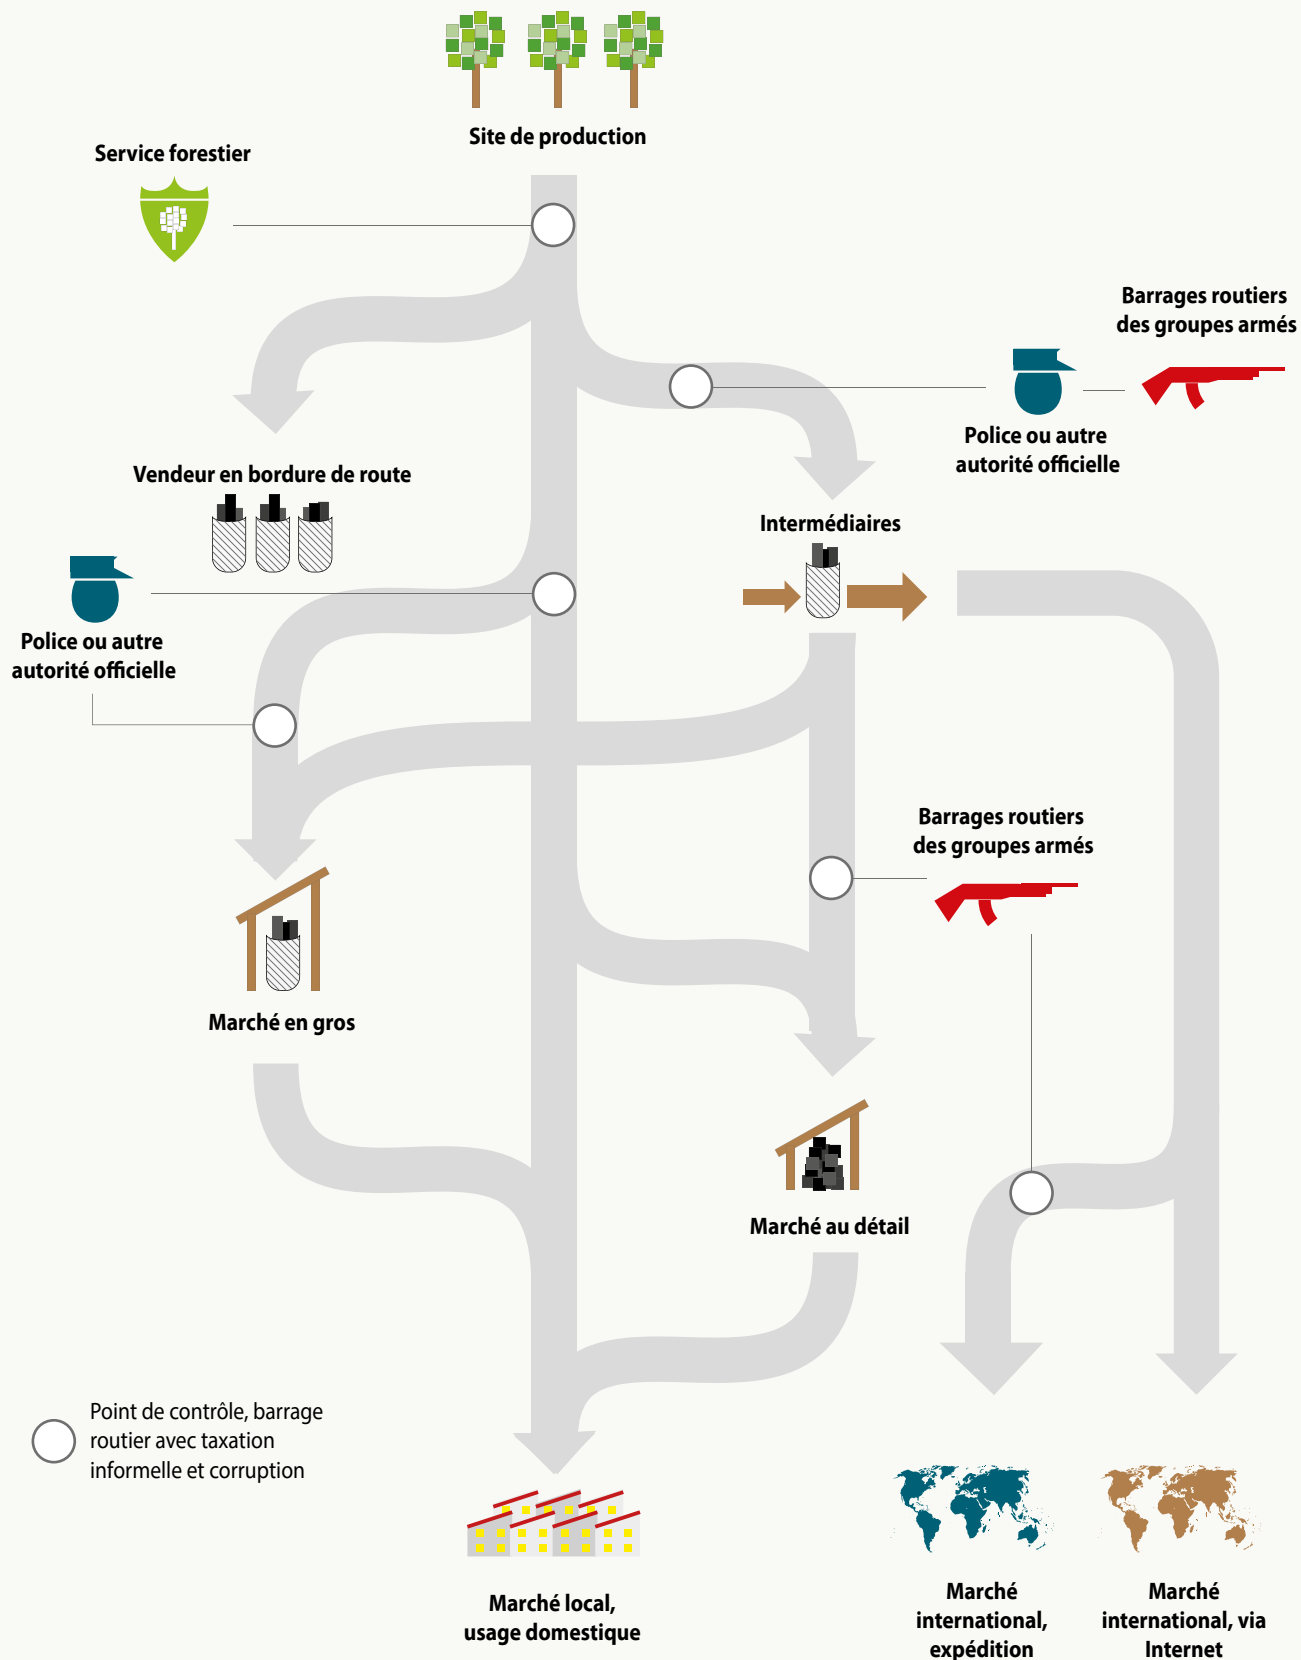 Site de production
Service forestier
Barrages routiers
des groupes armés
Police ou autre
autorité officielle
Vendeur en bordure de route
Intermédiaires
Police ou autre
autorité officielle
Barrages routiers
des groupes armés
Marché en gros
Marché au détail
Point de contrôle, barrage
routier avec taxation
informelle et corruption
Marché local,
usage domestique
Marché
international,
expédition
Marché
international, via
Internet